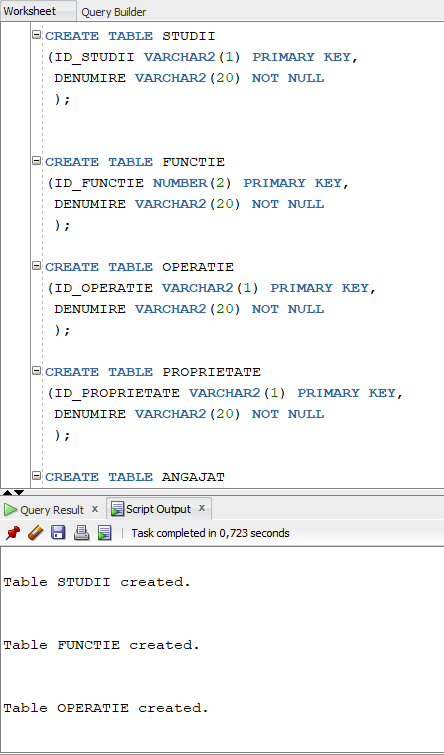 Worksheet Query Builder
CREATE TABLE STUDII
(ID_STUDII VARCHAR2(1) PRIMARY KEY,
DENUMIRE VARCHAR2(20) NOT NULL
);
CREATE TABLE FUNCTIE
(ID_FUNCTIE NUMBER(2) PRIMARY KEY,
DENUMIRE VARCHAR2(20) NOT NULL
);
CREATE TABLE OPERATIE
(ID_OPERATIE VARCHAR2(1) PRIMARY KEY,
DENUMIRE VARCHAR2(20) NOT NULL
);
CREATE TABLE PROPRIETATE
(ID_PROPRIETATE VARCHAR2(1) PRIMARY KEY,
DENUMIRE VARCHAR2(20) NOT NULL
);
CREATE TABLE ANGAJAT
Query Result x Script Output x
Task completed in 0,723 seconds
Table STUDII created.
Table FUNCTIE created.
Table OPERATIE created.